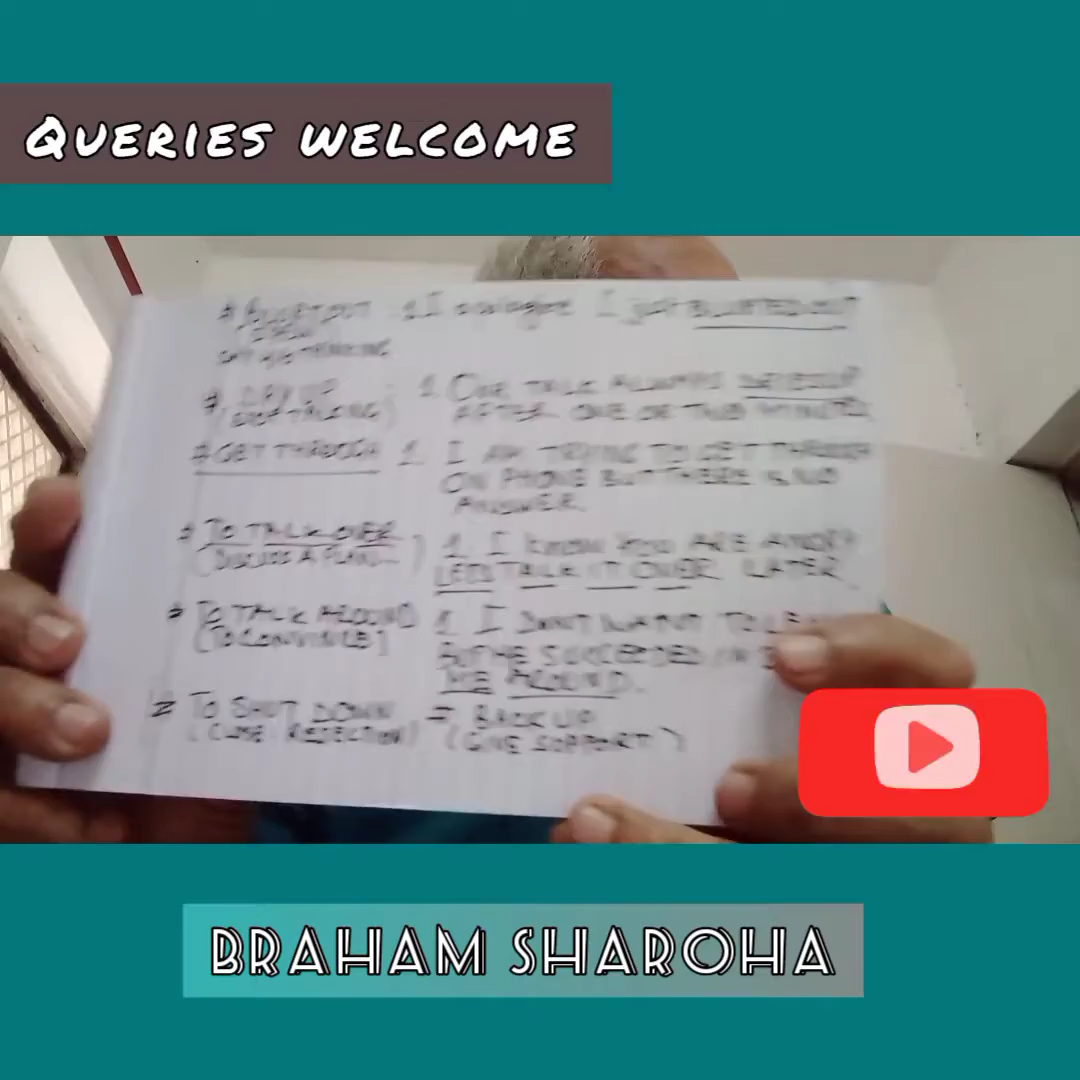 QUERIES WELCOME
# BLURT OUT : 1 I apologise I just BLURTED OUT
SAY W/O THINKING
# DRY UP : 1. OUR TALK ALWAYS
(STOP TALKING) AFTER ONE OR TWO MINUTES
# GET THROUGH 1. I AM TRYING TO GET THROUGH
ON PHONE BUT THERE IS NO
ANSWER.
# TO TALK OVER 1. I KNOW YOU ARE ANGRY
(DISCUSS A PLAN) LETS TALK IT OVER LATER
# TO TALK AROUND 1. I DON'T WANT TO
(TO CONVINCE) BUT HE SUCCEEDED IN
ME AROUND.
# TO SHUT DOWN = BACK UP
REJECTION) (GIVE SUPPORT)
BRAHAM SHAROHA